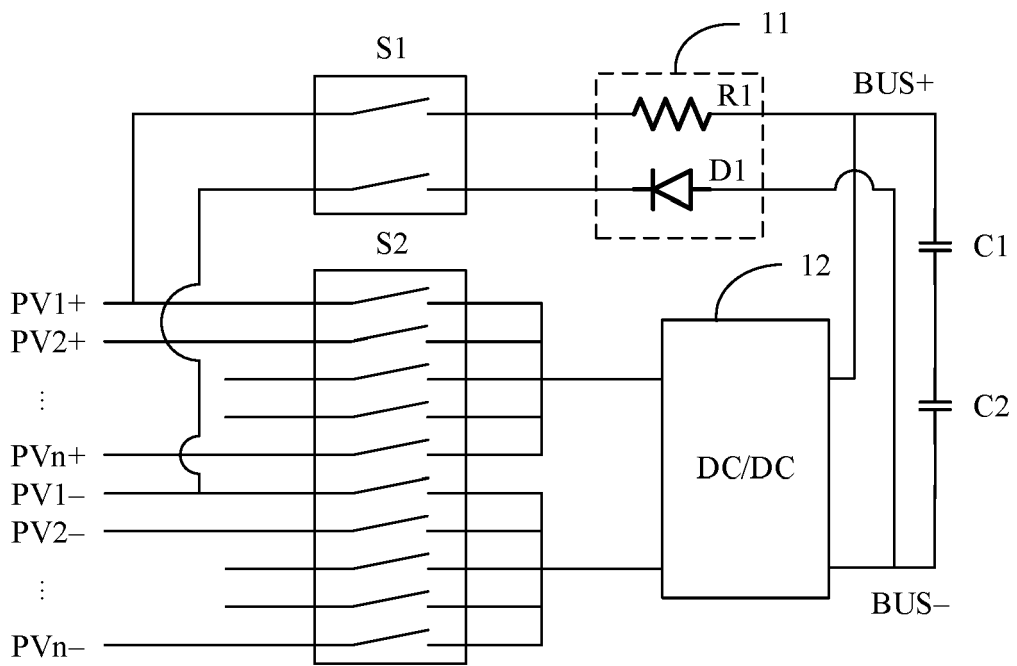 11
S1
BUS+
R1
D1
S2
12
C1
PV1+
PV2+
⋮
C2
PVn+
DC/DC
PV1–
PV2–
⋮
BUS–
PVn–